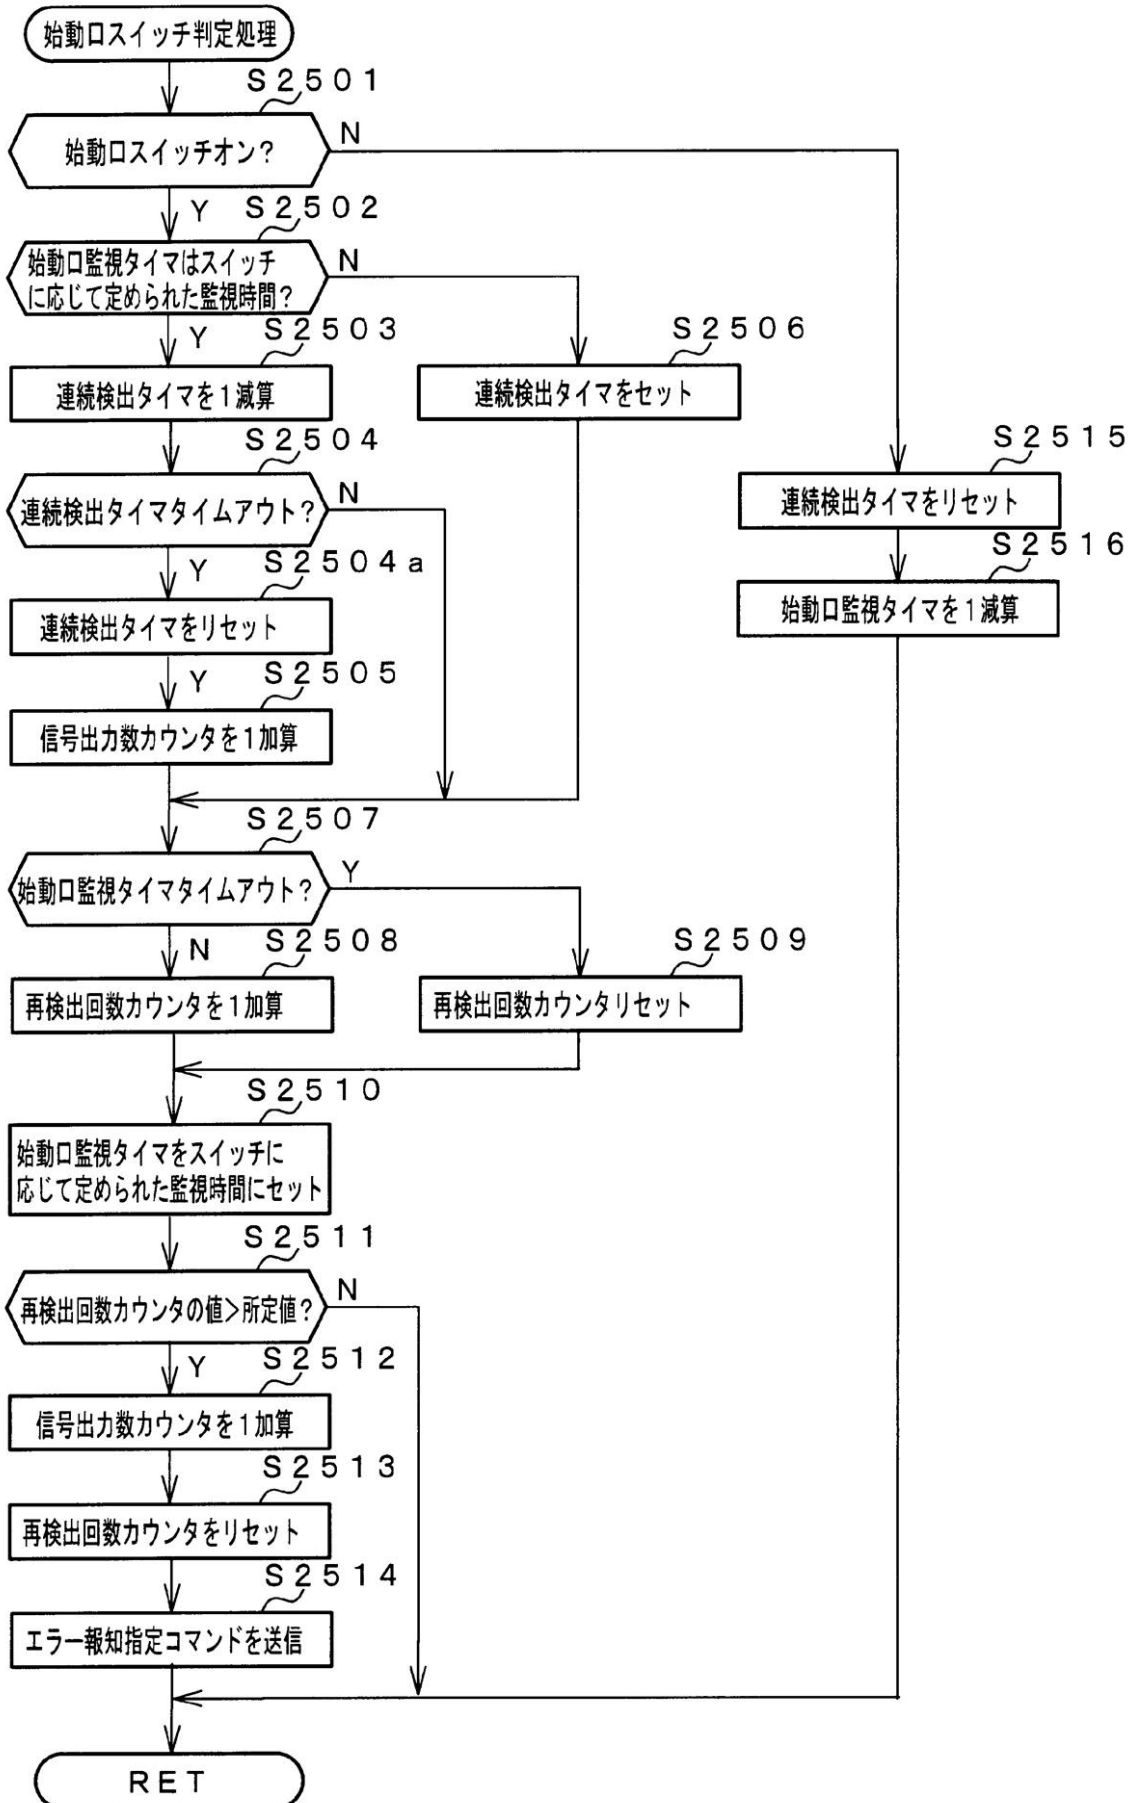 始動口スイッチ判定処理
S2501
始動口スイッチオン?
N
Y
S2502
始動口監視タイマはスイッチ
に応じて定められた監視時間?
N
Y
S2503
連続検出タイマを1減算
S2506
連続検出タイマをセット
S2504
連続検出タイマタイムアウト?
N
S2515
連続検出タイマをリセット
Y
S2504a
連続検出タイマをリセット
S2516
始動口監視タイマを1減算
Y
S2505
信号出力数カウンタを1加算
S2507
始動口監視タイマタイムアウト?
Y
N
S2508
再検出回数カウンタを1加算
S2509
再検出回数カウンタリセット
S2510
始動口監視タイマをスイッチに
応じて定められた監視時間にセット
S2511
再検出回数カウンタの値>所定値?
N
Y
S2512
信号出力数カウンタを1加算
S2513
再検出回数カウンタをリセット
S2514
エラー報知指定コマンドを送信
RET